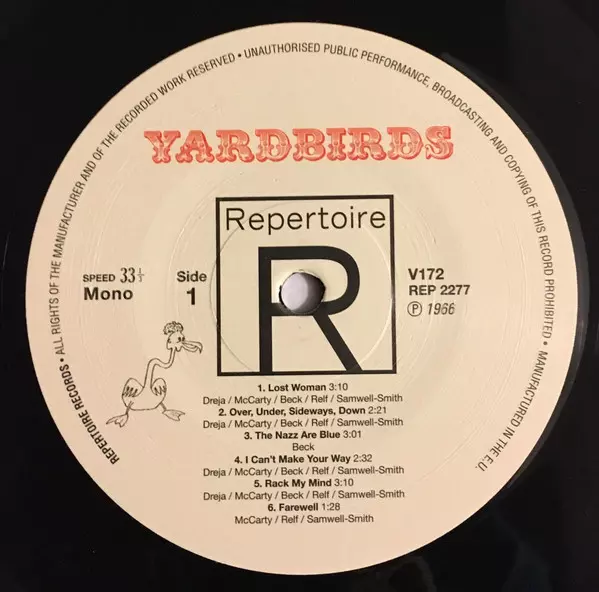 REPERTOIRE RECORDS • ALL RIGHTS OF THE MANUFACTURER AND OF THE RECORDED WORK RESERVED • UNAUTHORISED PUBLIC PERFORMANCE, BROADCASTING AND COPYING OF THIS RECORD PROHIBITED • MANUFACTURED IN THE E.U.
YARDBIRDS
Repertoire
R
SPEED 33⅓
Mono
Side
1
V172
REP 2277
℗ 1966
1. Lost Woman 3:10
Dreja / McCarty / Beck / Relf / Samwell-Smith
2. Over, Under, Sideways, Down 2:21
Dreja / McCarty / Beck / Relf / Samwell-Smith
3. The Nazz Are Blue 3:01
Beck
4. I Can't Make Your Way 2:32
Dreja / McCarty / Beck / Relf / Samwell-Smith
5. Rack My Mind 3:10
Dreja / McCarty / Beck / Relf / Samwell-Smith
6. Farewell 1:28
McCarty / Relf / Samwell-Smith